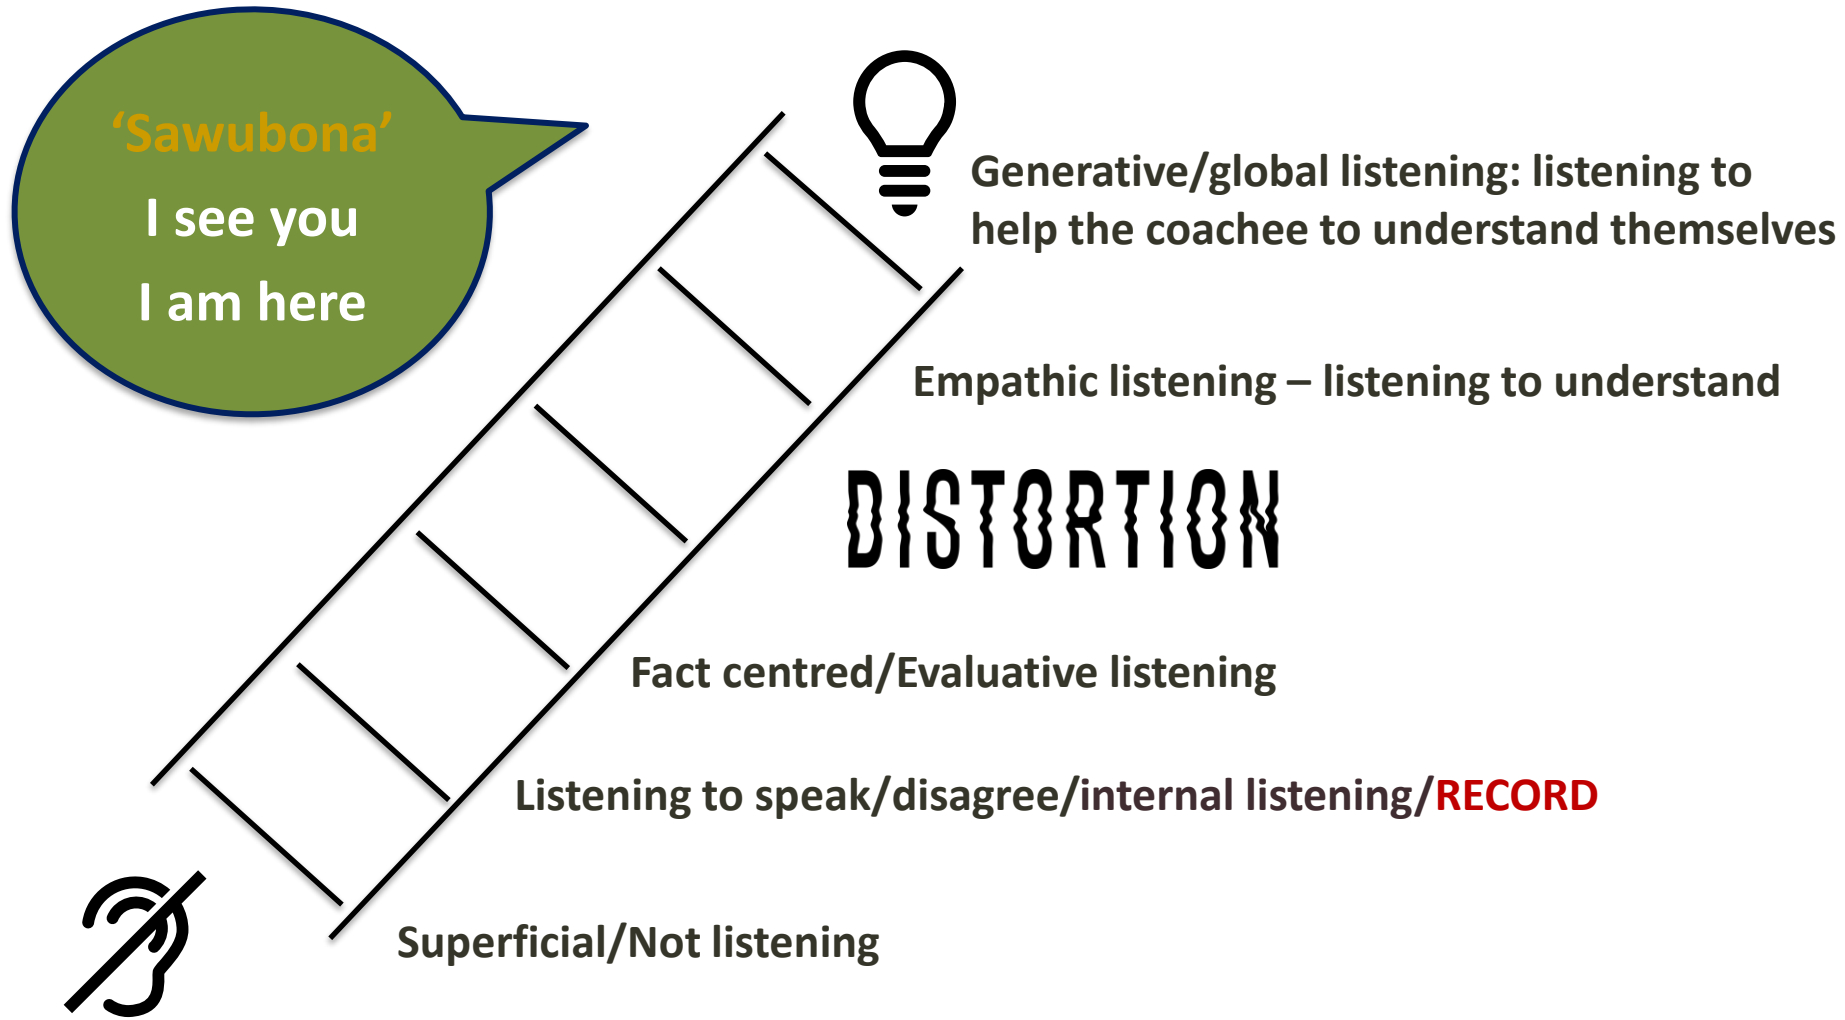 ‘Sawubona’
I see you
I am here
Generative/global listening: listening to
help the coachee to understand themselves
Empathic listening – listening to understand
DISTORTION
Fact centred/Evaluative listening
Listening to speak/disagree/internal listening/RECORD
Superficial/Not listening